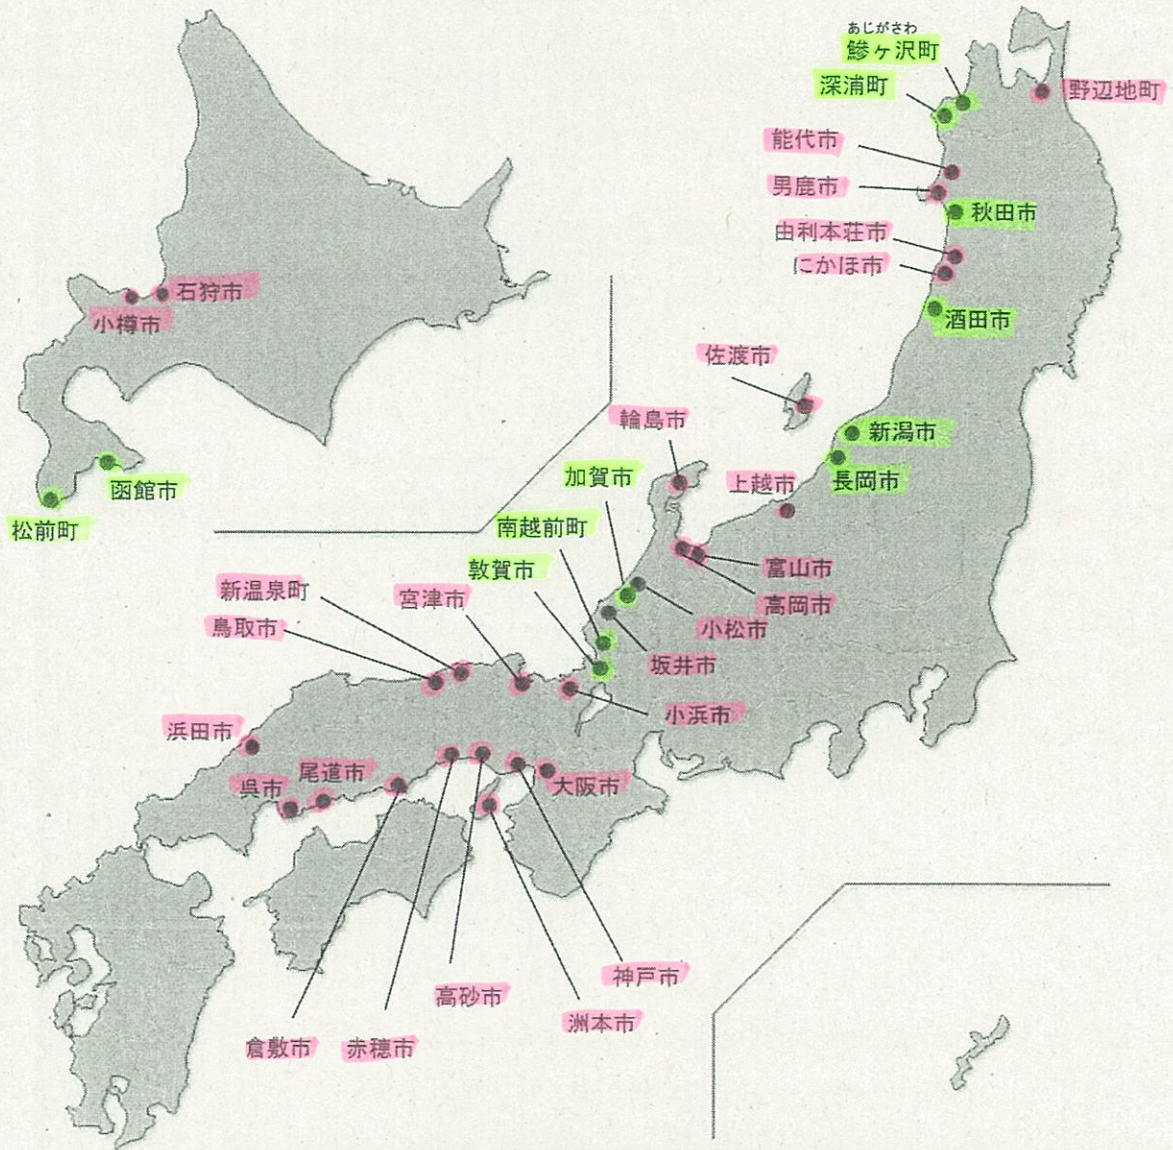 あじがさわ
鰺ヶ沢町
深浦町
野辺地町
能代市
男鹿市
秋田市
由利本荘市
にかほ市
石狩市
小樽市
酒田市
佐渡市
輪島市
新潟市
加賀市
上越市
長岡市
函館市
松前町
南越前町
敦賀市
富山市
新温泉町
宮津市
高岡市
鳥取市
小松市
坂井市
小浜市
浜田市
尾道市
呉市
大阪市
神戸市
高砂市
洲本市
倉敷市
赤穂市